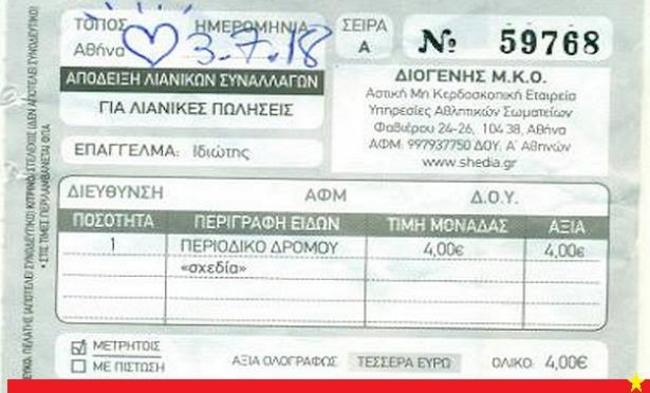 ΤΟΠΟΣ ΗΜΕΡΟΜΗΝΙΑ ΣΕΙΡΑ
Αθήνα 3-7-18 Α Νο 59768
ΑΠΟΔΕΙΞΗ ΛΙΑΝΙΚΩΝ ΣΥΝΑΛΛΑΓΩΝ
ΓΙΑ ΛΙΑΝΙΚΕΣ ΠΩΛΗΣΕΙΣ
ΕΠΑΓΓΕΛΜΑ: Ιδιώτης
ΔΙΟΓΕΝΗΣ Μ.Κ.Ο.
Αστική Μη Κερδοσκοπική Εταιρεία
Υπηρεσίες Αθλητικών Σωματείων
Φαβιέρου 24-26, 104 38, Αθήνα
ΑΦΜ: 997937750 ΔΟΥ. Α' Αθηνών
www.shedia.gr
ΔΙΕΥΘΥΝΣΗ ΑΦΜ Δ.Ο.Υ.
ΠΟΣΟΤΗΤΑ ΠΕΡΙΓΡΑΦΗ ΕΙΔΩΝ ΤΙΜΗ ΜΟΝΑΔΑΣ ΑΞΙΑ
1 ΠΕΡΙΟΔΙΚΟ ΔΡΟΜΟΥ 4,00€ 4,00€
«σχεδία»
ΜΕΤΡΗΤΟΙΣ
ΜΕ ΠΙΣΤΩΣΗ
ΑΞΙΑ ΟΛΟΓΡΑΦΩΣ ΤΕΣΣΕΡΑ ΕΥΡΩ ΟΛΙΚΟ: 4,00€